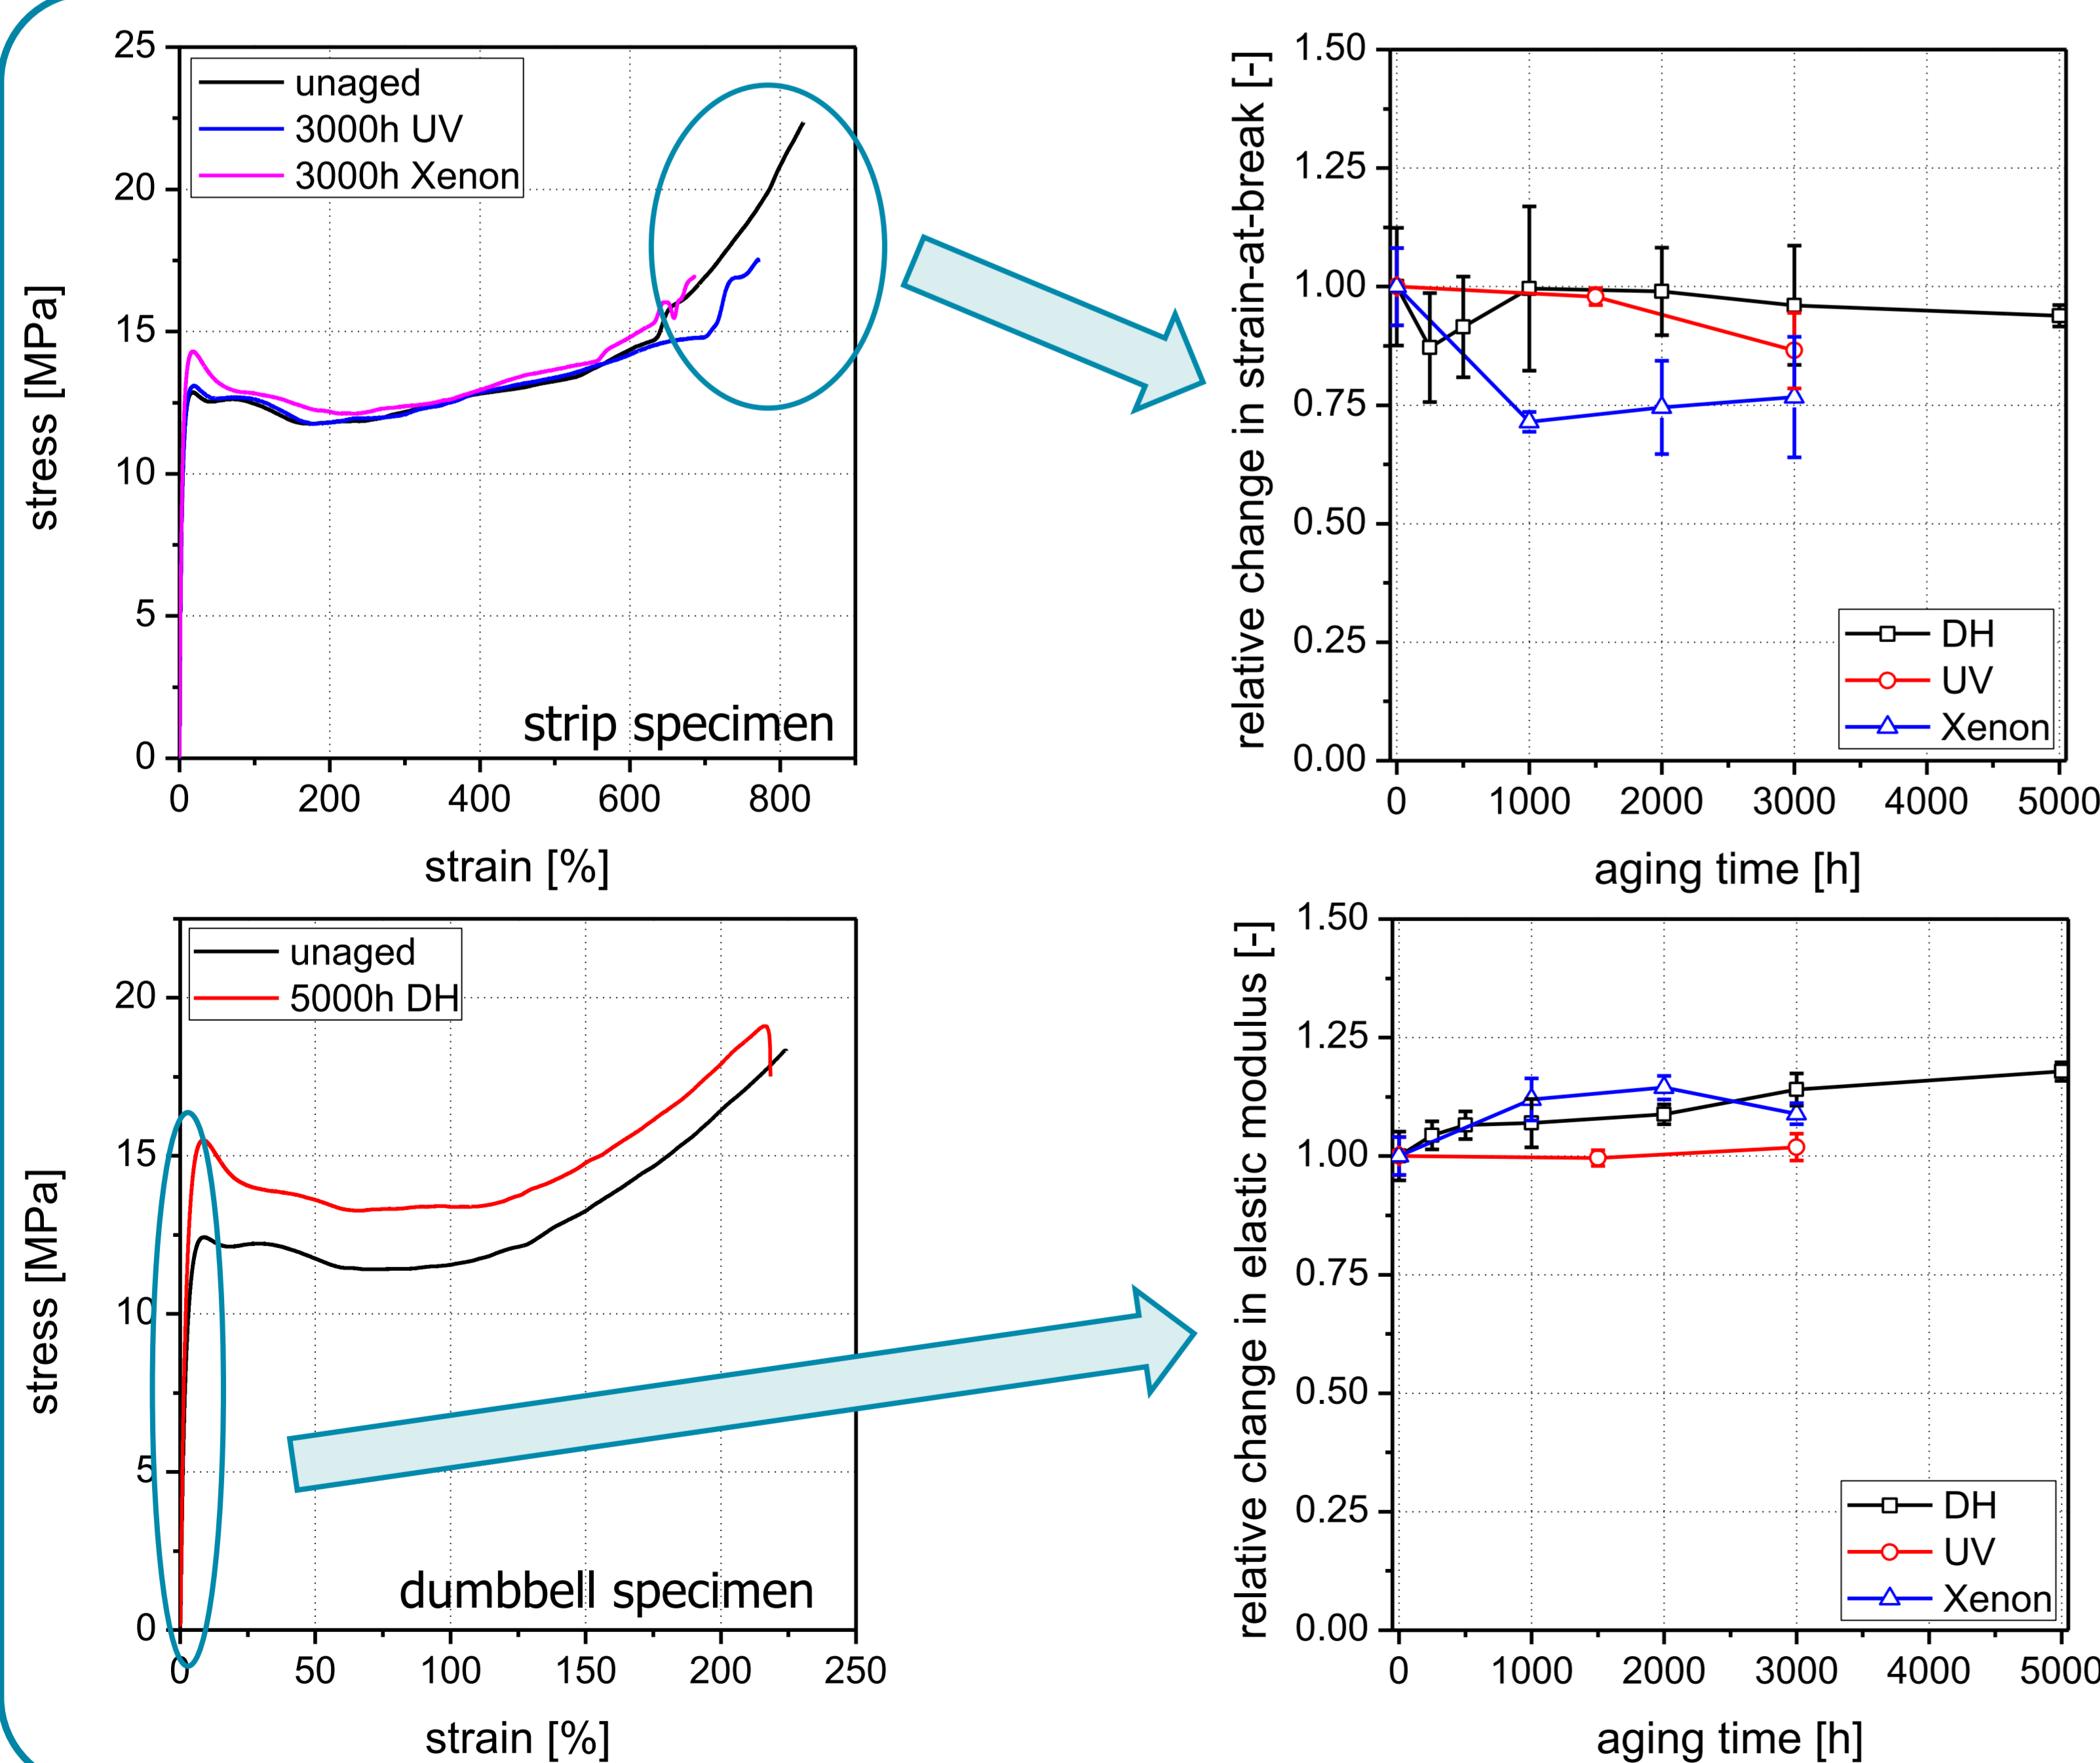 25
20
15
10
5
0
stress [MPa]
unaged
3000h UV
3000h Xenon
strip specimen
0 200 400 600 800
strain [%]
1.50
1.25
1.00
0.75
0.50
0.25
0.00
relative change in strain-at-break [-]
DH
UV
Xenon
0 1000 2000 3000 4000 5000
aging time [h]
20
15
10
5
0
stress [MPa]
unaged
5000h DH
dumbbell specimen
0 50 100 150 200 250
strain [%]
1.50
1.25
1.00
0.75
0.50
0.25
0.00
relative change in elastic modulus [-]
DH
UV
Xenon
0 1000 2000 3000 4000 5000
aging time [h]